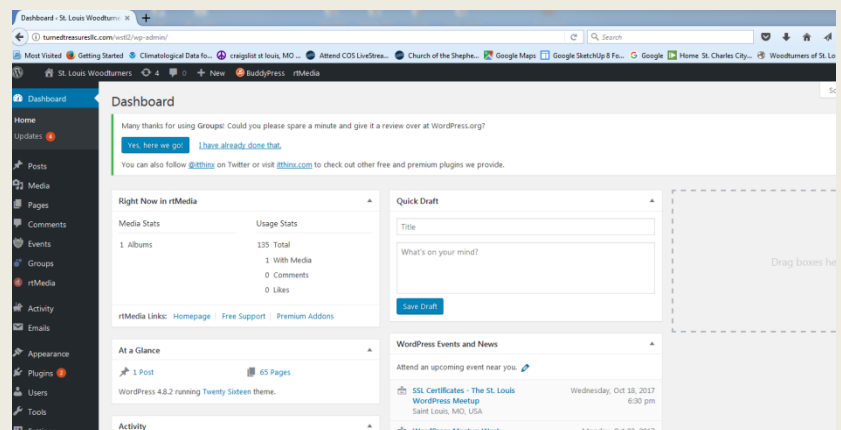 Dashboard ‹ St. Louis Woodturne
turnedtreasuresllc.com/wstl2/wp-admin/
Search
Most Visited Getting Started Climatological Data fo... craigslist st louis, MO ... Attend COS LiveStrea... Church of the Shephe... Google Maps Google SketchUp 8 Fo... Google Home St. Charles City... Woodturners of St. Lo
St. Louis Woodturners 4 0 + New BuddyPress rtMedia
Dashboard
Home
Updates 4
Posts
Media
Pages
Comments
Events
Groups
rtMedia
Activity
Emails
Appearance
Plugins 2
Users
Tools
Dashboard
Many thanks for using Groups! Could you please spare a minute and give it a review over at WordPress.org?
Yes, here we go! I have already done that.
You can also follow @itthinx on Twitter or visit itthinx.com to check out other free and premium plugins we provide.
Right Now in rtMedia
Media Stats Usage Stats
1 Albums 135 Total
1 With Media
0 Comments
0 Likes
rtMedia Links: Homepage | Free Support | Premium Addons
At a Glance
1 Post 65 Pages
WordPress 4.8.2 running Twenty Sixteen theme.
Activity
Quick Draft
Title
What's on your mind?
Save Draft
WordPress Events and News
Attend an upcoming event near you.
SSL Certificates - The St. Louis Wednesday, Oct 18, 2017
WordPress Meetup 6:30 pm
Saint Louis, MO, USA
Drag boxes he